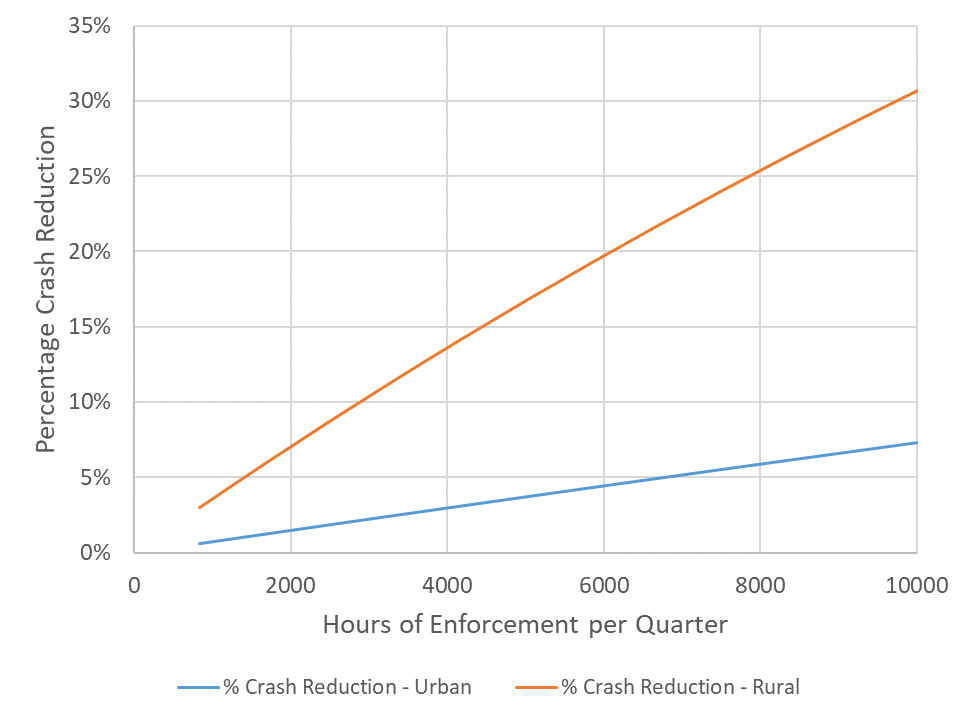 35%
30%
25%
20%
15%
10%
5%
0%
Percentage Crash Reduction
0 2000 4000 6000 8000 10000
Hours of Enforcement per Quarter
% Crash Reduction - Urban % Crash Reduction - Rural